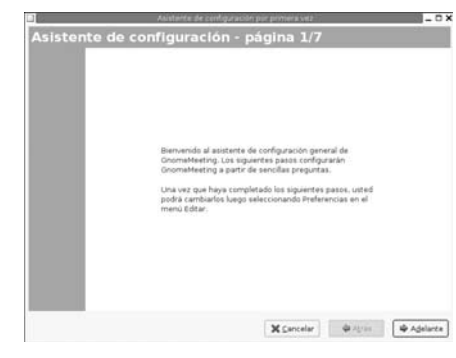 Asistente de configuración por primera vez
Asistente de configuración - página 1/7
Bienvenido al asistente de configuración general de
GnomeMeeting. Los siguientes pasos configurarán
GnomeMeeting a partir de sencillas preguntas.
Una vez que haya completado los siguientes pasos, usted
podrá cambiarlos luego seleccionando Preferencias en el
menú Editar.
Cancelar Atrás Adelante